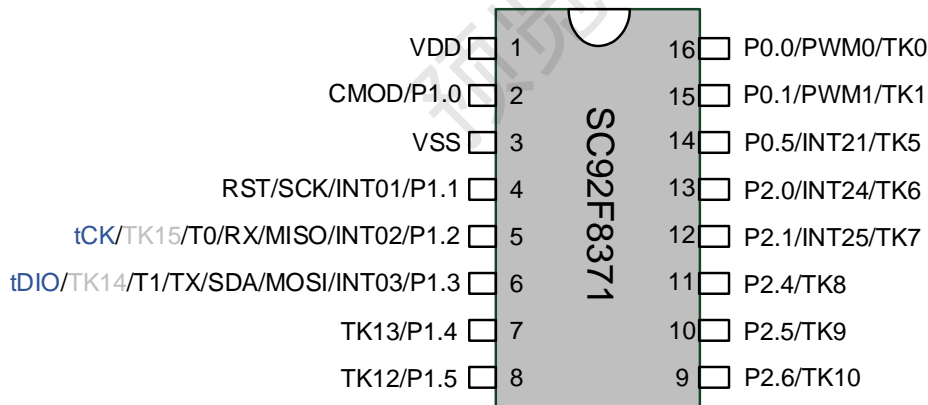 预览
VDD 1 16 P0.0/PWM0/TK0
CMOD/P1.0 2 15 P0.1/PWM1/TK1
VSS 3 14 P0.5/INT21/TK5
RST/SCK/INT01/P1.1 4 13 P2.0/INT24/TK6
tCK/TK15/T0/RX/MISO/INT02/P1.2 5 12 P2.1/INT25/TK7
tDIO/TK14/T1/TX/SDA/MOSI/INT03/P1.3 6 11 P2.4/TK8
TK13/P1.4 7 10 P2.5/TK9
TK12/P1.5 8 9 P2.6/TK10
SC92F8371